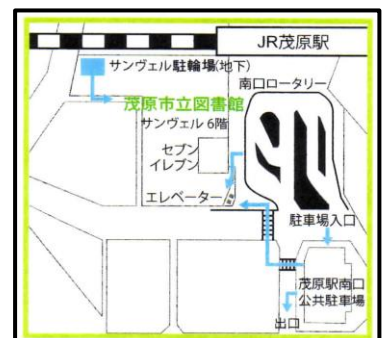 JR茂原駅
サンヴェル駐輪場(地下)
南口ロータリー
茂原市立図書館
サンヴェル 6階
セブン
イレブン
エレベーター
駐車場入口
茂原駅南口
公共駐車場
出口